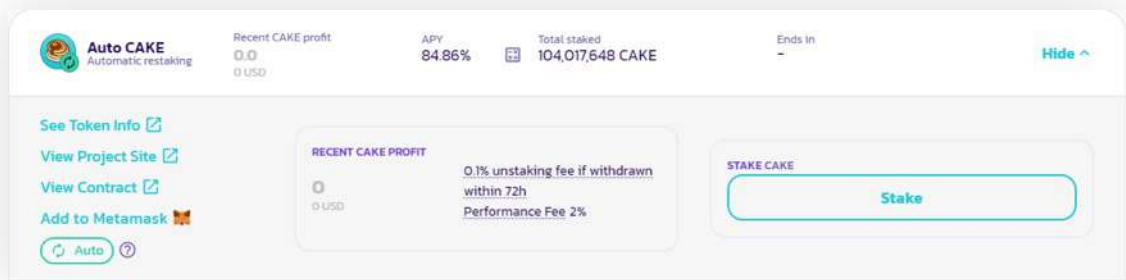 Auto CAKE
Automatic restaking
Recent CAKE profit
0.0
0 USD
APY
84.86%
Total staked
104,017,648 CAKE
Ends in
-
Hide
See Token Info
View Project Site
View Contract
Add to Metamask
Auto
RECENT CAKE PROFIT
0
0 USD
0.1% unstaking fee if withdrawn
within 72h
Performance Fee 2%
STAKE CAKE
Stake